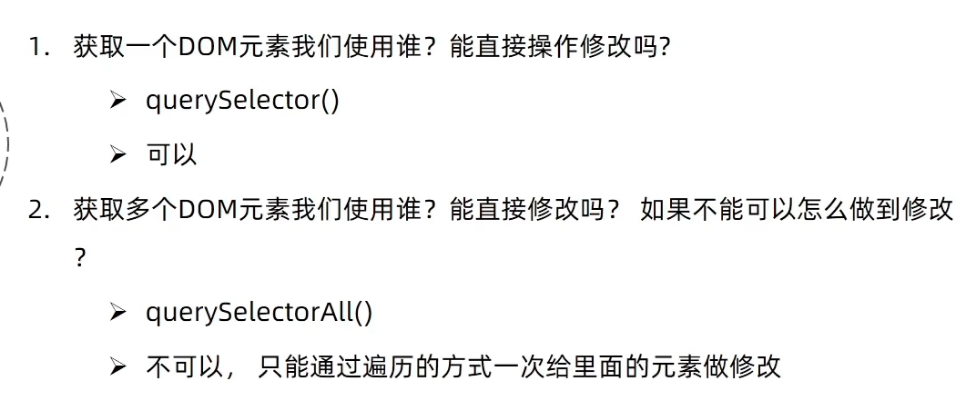 1. 获取一个DOM元素我们使用谁？能直接操作修改吗?
➢ querySelector()
➢ 可以
2. 获取多个DOM元素我们使用谁？能直接修改吗？ 如果不能可以怎么做到修改
?
➢ querySelectorAll()
➢ 不可以， 只能通过遍历的方式一次给里面的元素做修改